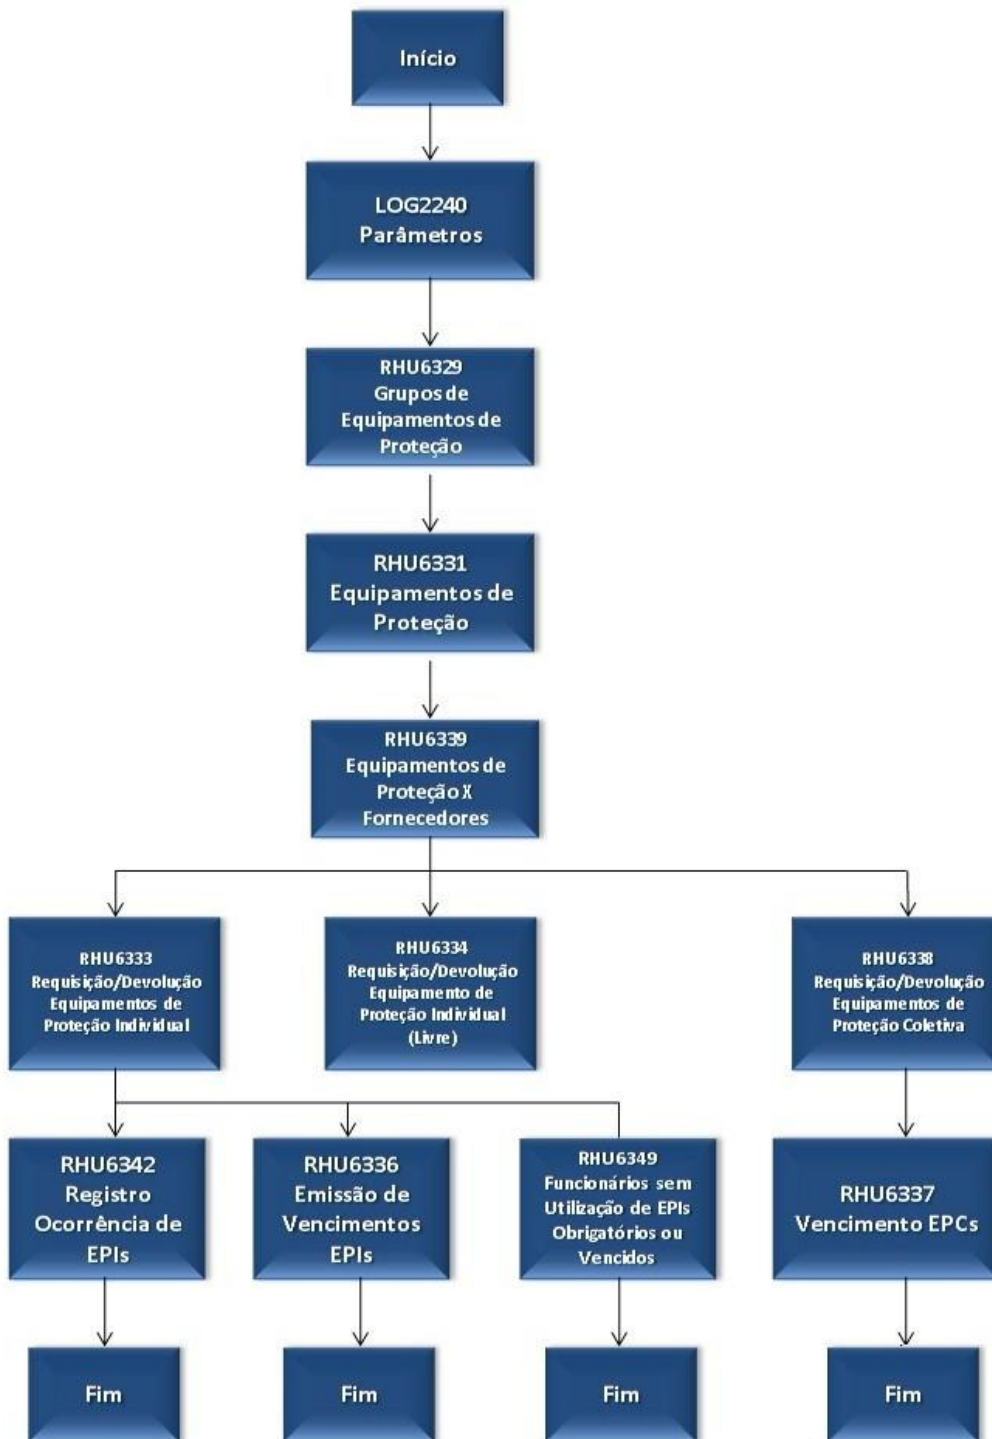 Início
LOG2240
Parâmetros
RHU6329
Grupos de
Equipamentos de
Proteção
RHU6331
Equipamentos de
Proteção
RHU6339
Equipamentos de
Proteção X
Fornecedores
RHU6333
Requisição/Devolução
Equipamentos de
Proteção Individual
RHU6334
Requisição/Devolução
Equipamento de
Proteção Individual
(Livre)
RHU6338
Requisição/Devolução
Equipamentos de
Proteção Coletiva
RHU6342
Registro
Ocorrência de
EPIs
RHU6336
Emissão de
Vencimentos
EPIs
RHU6349
Funcionários sem
Utilização de EPIs
Obrigatórios ou
Vencidos
RHU6337
Vencimento EPCs
Fim
Fim
Fim
Fim